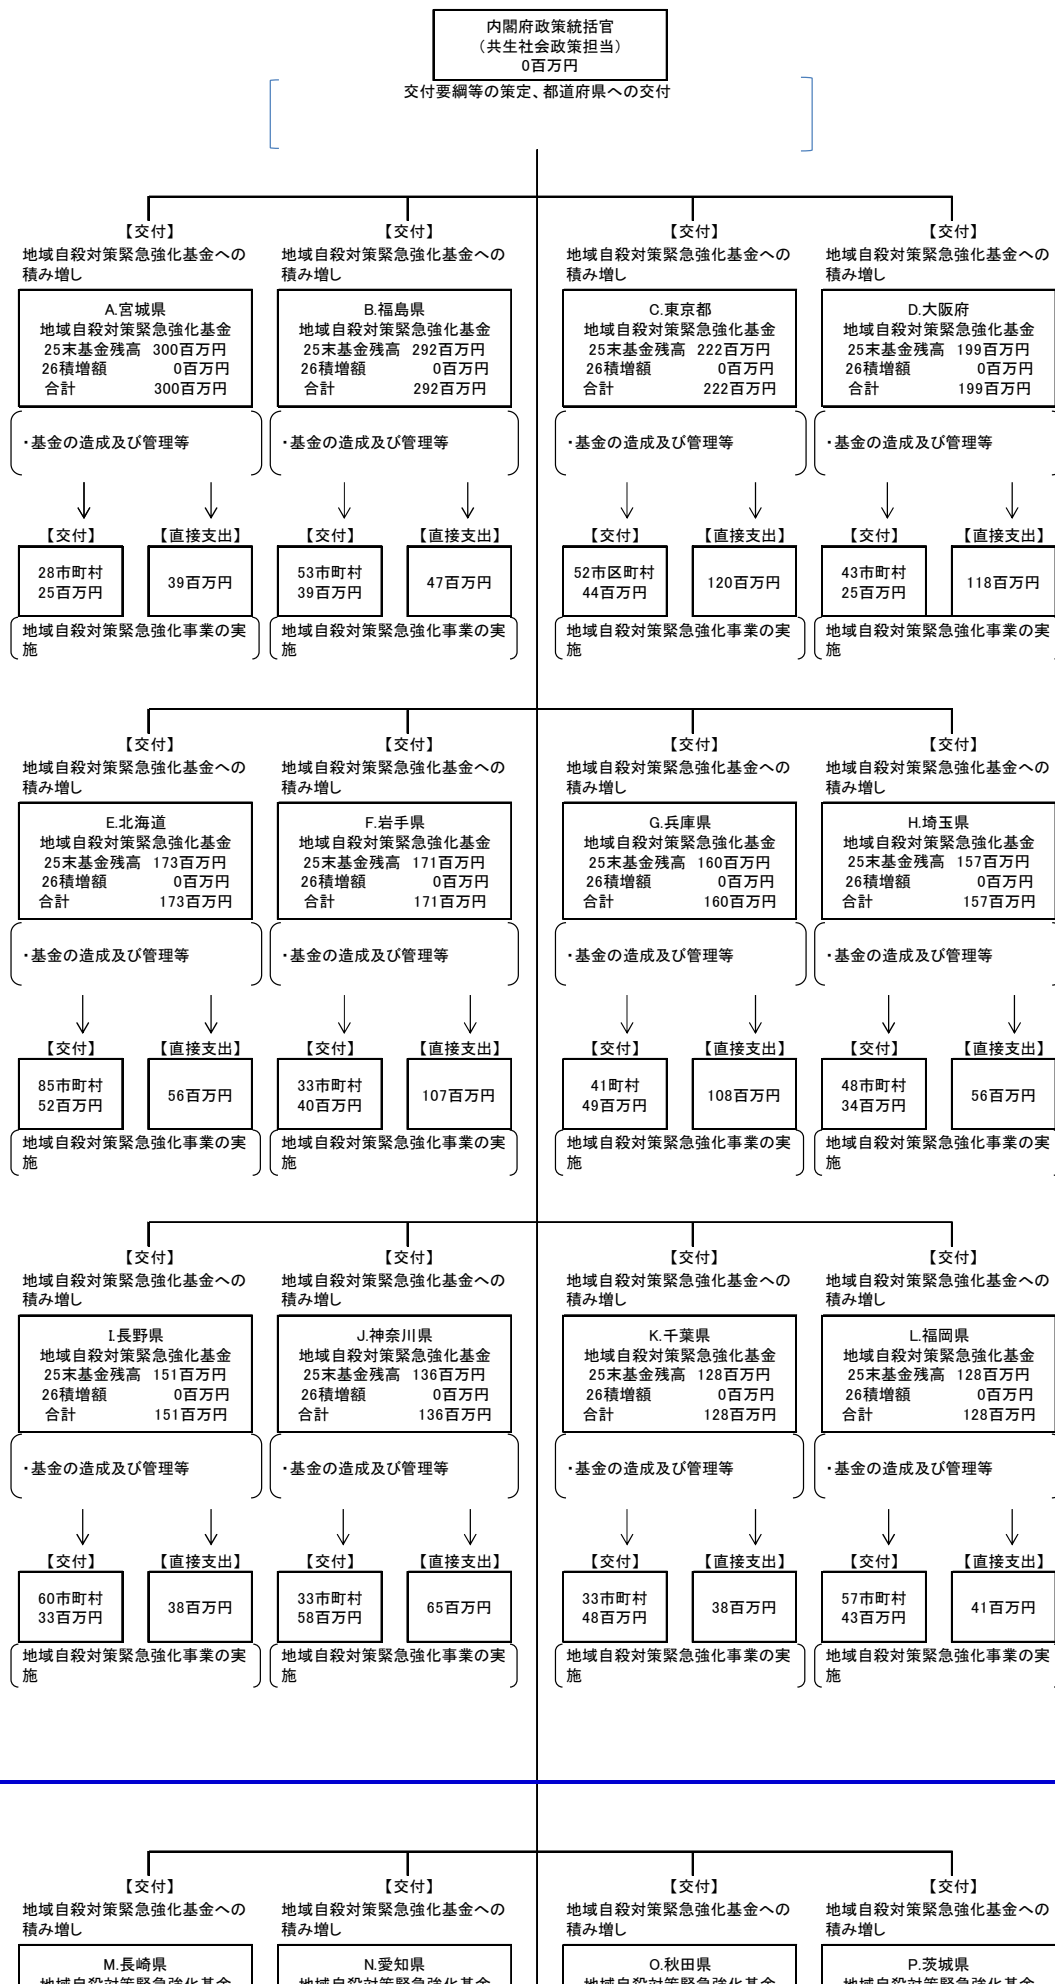 内閣府政策統括官
（共生社会政策担当）
0百万円
交付要綱等の策定、都道府県への交付
【交付】
地域自殺対策緊急強化基金への
積み増し
A.宮城県
地域自殺対策緊急強化基金
25末基金残高 300百万円
26積増額 0百万円
合計 300百万円
・基金の造成及び管理等
【交付】
28市町村
25百万円
【直接支出】
39百万円
地域自殺対策緊急強化事業の実
施
【交付】
地域自殺対策緊急強化基金への
積み増し
B.福島県
地域自殺対策緊急強化基金
25末基金残高 292百万円
26積増額 0百万円
合計 292百万円
・基金の造成及び管理等
【交付】
53市町村
39百万円
【直接支出】
47百万円
地域自殺対策緊急強化事業の実
施
【交付】
地域自殺対策緊急強化基金への
積み増し
C.東京都
地域自殺対策緊急強化基金
25末基金残高 222百万円
26積増額 0百万円
合計 222百万円
・基金の造成及び管理等
【交付】
52市区町村
44百万円
【直接支出】
120百万円
地域自殺対策緊急強化事業の実
施
【交付】
地域自殺対策緊急強化基金への
積み増し
D.大阪府
地域自殺対策緊急強化基金
25末基金残高 199百万円
26積増額 0百万円
合計 199百万円
・基金の造成及び管理等
【交付】
43市町村
25百万円
【直接支出】
118百万円
地域自殺対策緊急強化事業の実
施
【交付】
地域自殺対策緊急強化基金への
積み増し
E.北海道
地域自殺対策緊急強化基金
25末基金残高 173百万円
26積増額 0百万円
合計 173百万円
・基金の造成及び管理等
【交付】
85市町村
52百万円
【直接支出】
56百万円
地域自殺対策緊急強化事業の実
施
【交付】
地域自殺対策緊急強化基金への
積み増し
F.岩手県
地域自殺対策緊急強化基金
25末基金残高 171百万円
26積増額 0百万円
合計 171百万円
・基金の造成及び管理等
【交付】
33市町村
40百万円
【直接支出】
107百万円
地域自殺対策緊急強化事業の実
施
【交付】
地域自殺対策緊急強化基金への
積み増し
G.兵庫県
地域自殺対策緊急強化基金
25末基金残高 160百万円
26積増額 0百万円
合計 160百万円
・基金の造成及び管理等
【交付】
41町村
49百万円
【直接支出】
108百万円
地域自殺対策緊急強化事業の実
施
【交付】
地域自殺対策緊急強化基金への
積み増し
H.埼玉県
地域自殺対策緊急強化基金
25末基金残高 157百万円
26積増額 0百万円
合計 157百万円
・基金の造成及び管理等
【交付】
48市町村
34百万円
【直接支出】
56百万円
地域自殺対策緊急強化事業の実
施
【交付】
地域自殺対策緊急強化基金への
積み増し
I.長野県
地域自殺対策緊急強化基金
25末基金残高 151百万円
26積増額 0百万円
合計 151百万円
・基金の造成及び管理等
【交付】
60市町村
33百万円
【直接支出】
38百万円
地域自殺対策緊急強化事業の実
施
【交付】
地域自殺対策緊急強化基金への
積み増し
J.神奈川県
地域自殺対策緊急強化基金
25末基金残高 136百万円
26積増額 0百万円
合計 136百万円
・基金の造成及び管理等
【交付】
33市町村
58百万円
【直接支出】
65百万円
地域自殺対策緊急強化事業の実
施
【交付】
地域自殺対策緊急強化基金への
積み増し
K.千葉県
地域自殺対策緊急強化基金
25末基金残高 128百万円
26積増額 0百万円
合計 128百万円
・基金の造成及び管理等
【交付】
33市町村
48百万円
【直接支出】
38百万円
地域自殺対策緊急強化事業の実
施
【交付】
地域自殺対策緊急強化基金への
積み増し
L.福岡県
地域自殺対策緊急強化基金
25末基金残高 128百万円
26積増額 0百万円
合計 128百万円
・基金の造成及び管理等
【交付】
57市町村
43百万円
【直接支出】
41百万円
地域自殺対策緊急強化事業の実
施
【交付】
地域自殺対策緊急強化基金への
積み増し
M.長崎県
地域自殺対策緊急強化基金
【交付】
地域自殺対策緊急強化基金への
積み増し
N.愛知県
地域自殺対策緊急強化基金
【交付】
地域自殺対策緊急強化基金への
積み増し
O.秋田県
地域自殺対策緊急強化基金
【交付】
地域自殺対策緊急強化基金への
積み増し
P.茨城県
地域自殺対策緊急強化基金